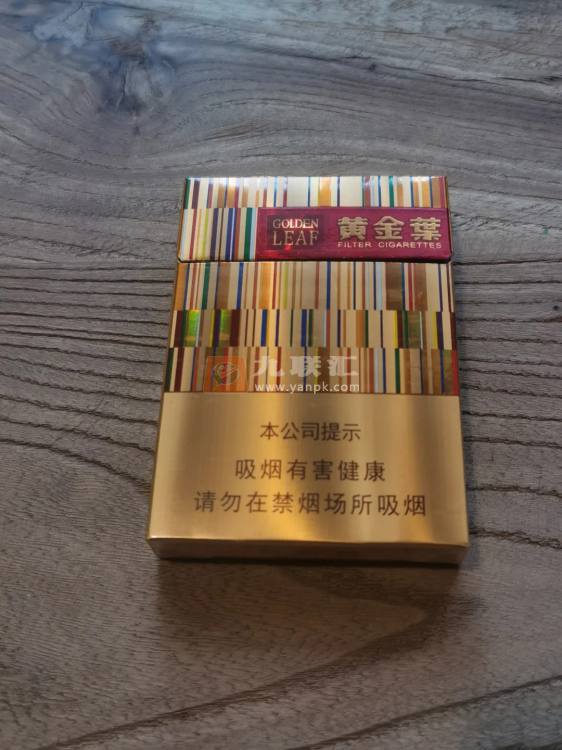 GOLDEN
LEAF
黄金葉
FILTER CIGARETTES
九联汇
www.yanpk.com
本公司提示
吸烟有害健康
请勿在禁烟场所吸烟